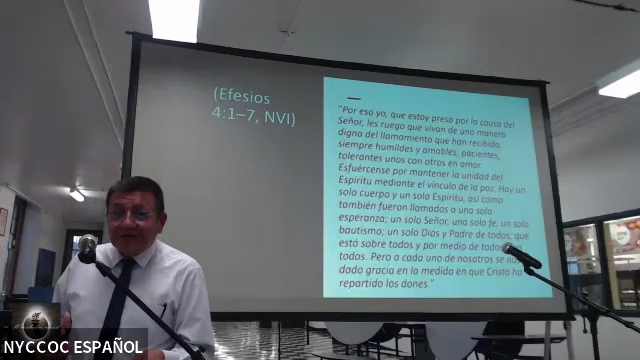 (Efesios
4:1–7, NVI)
"Por eso yo, que estoy preso por la causa del
Señor, les ruego que vivan de una manera
digna del llamamiento que han recibido,
siempre humildes y amables, pacientes,
tolerantes unos con otros en amor.
Esfuércense por mantener la unidad del
Espíritu mediante el vínculo de la paz. Hay un
solo cuerpo y un solo Espíritu, así como
también fueron llamados a una sola
esperanza; un solo Señor, una sola fe, un solo
bautismo; un solo Dios y Padre de todos, que
está sobre todos y por medio de todos
todos. Pero a cada uno de nosotros se nos
dado gracia en la medida en que Cristo ha
repartido los dones."
NYCCOC ESPAÑOL